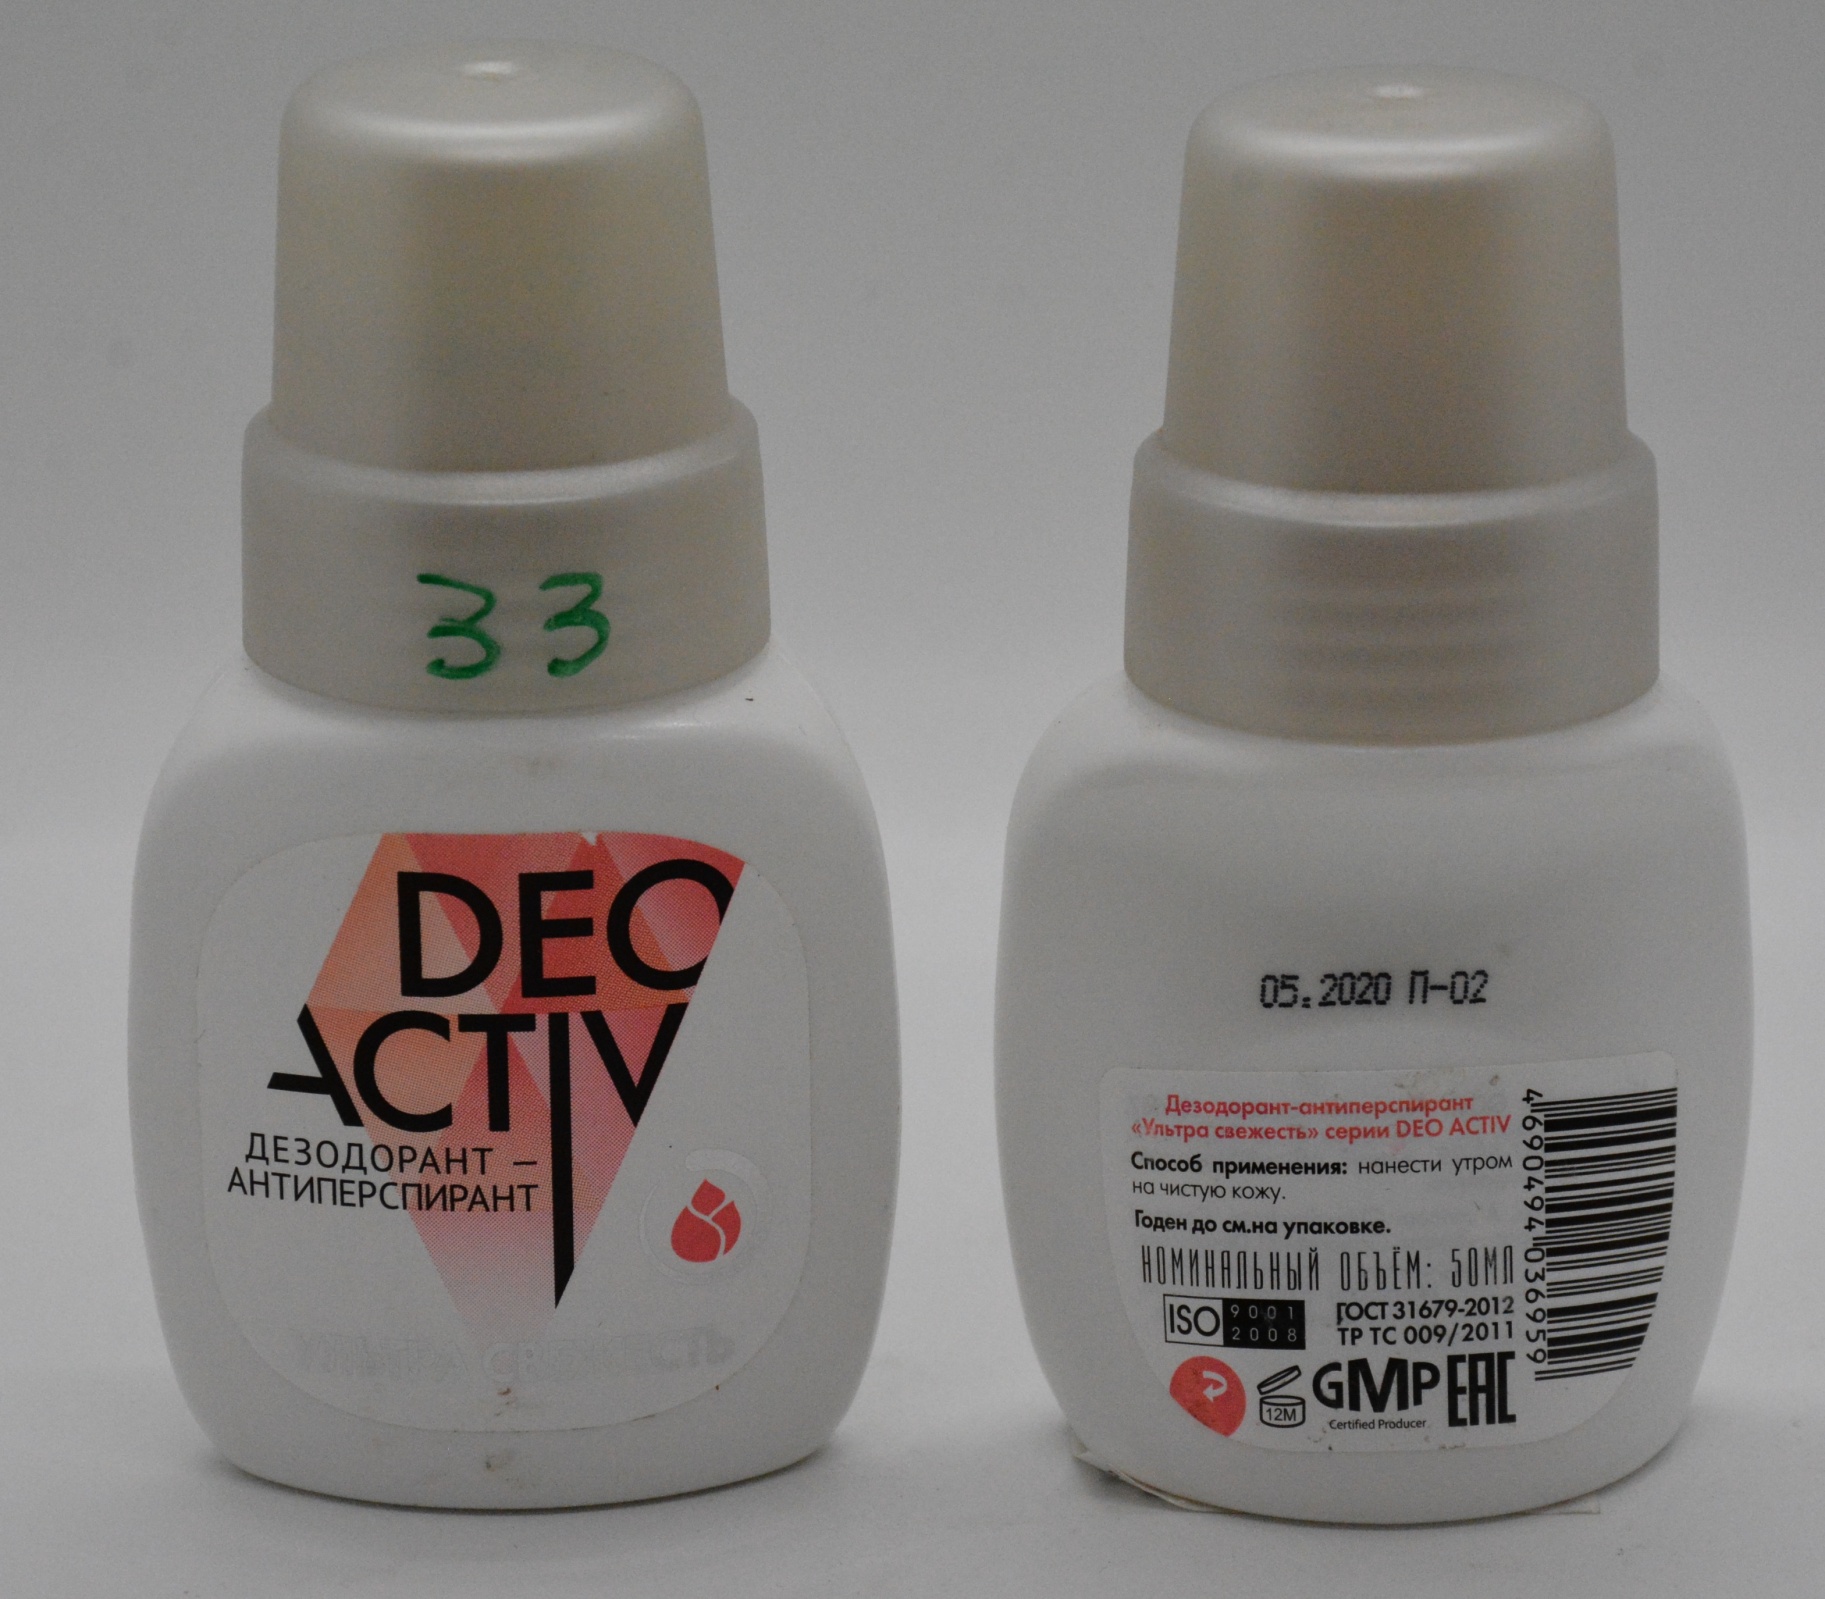 33
DEO
ACTIV
ДЕЗОДОРАНТ –
АНТИПЕРСПИРАНТ
05.2020 П-02
Дезодорант-антиперспирант
«Ультра свежесть» серии DEO ACTIV
Способ применения: нанести утром
на чистую кожу.
Годен до см.на упаковке.
НОМИНАЛЬНЫЙ ОБЪЁМ: 50МЛ
ISO 9001
2008
ГОСТ 31679-2012
ТР ТС 009/2011
12M
GMP
Certified Producer
EAC
4690494036959